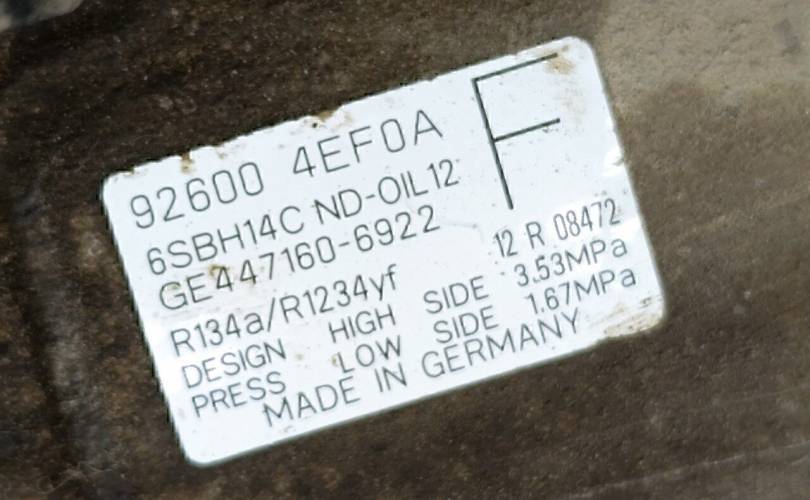 92600 4EF0A
F
6SBH14C ND-OIL12
GE447160-6922
12 R 08472
R134a/R1234yf
DESIGN HIGH SIDE 3.53MPa
PRESS LOW SIDE 1.67MPa
MADE IN GERMANY